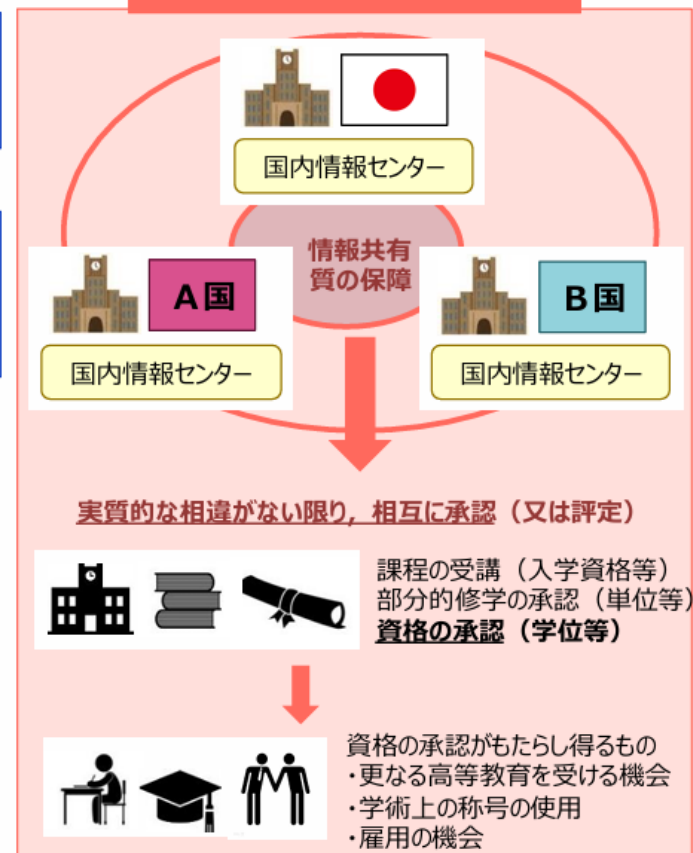 国内情報センター
情報共有
質の保障
A国
B国
国内情報センター
国内情報センター
実質的な相違がない限り，相互に承認（又は評定）
課程の受講（入学資格等）
部分的修学の承認（単位等）
資格の承認（学位等）
資格の承認がもたらし得るもの
・更なる高等教育を受ける機会
・学術上の称号の使用
・雇用の機会